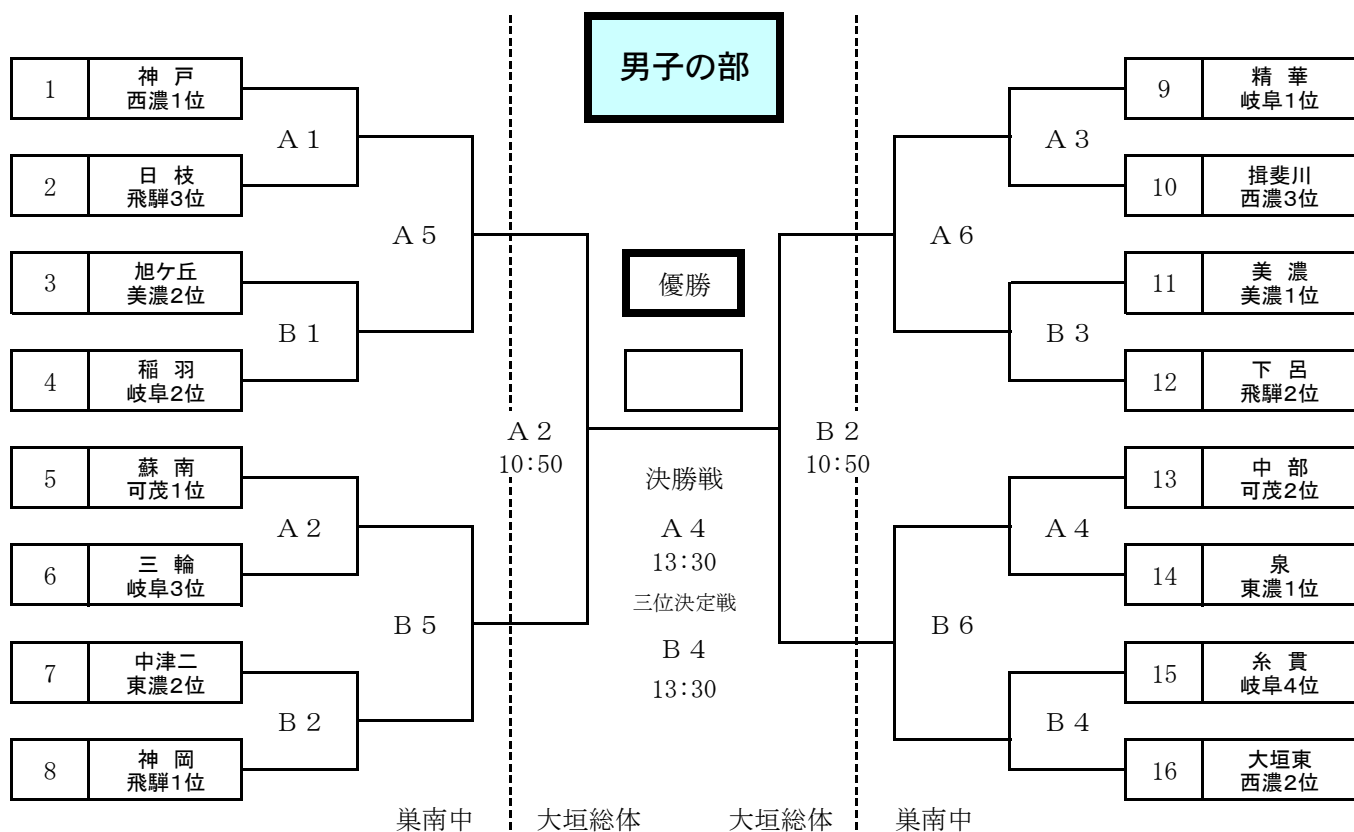 男子の部
1
神 戸
西濃1位
2
日 枝
飛騨3位
3
旭ケ丘
美濃2位
4
稲 羽
岐阜2位
5
蘇 南
可茂1位
6
三 輪
岐阜3位
7
中津二
東濃2位
8
神 岡
飛騨1位
A 1
B 1
A 2
B 2
A 5
B 5
A 2
10:50
優勝
決勝戦
A 4
13:30
三位決定戦
B 4
13:30
B 2
10:50
A 6
B 6
A 3
B 3
A 4
B 4
9
精 華
岐阜1位
10
揖斐川
西濃3位
11
美 濃
美濃1位
12
下 呂
飛騨2位
13
中 部
可茂2位
14
泉
東濃1位
15
糸 貫
岐阜4位
16
大垣東
西濃2位
巣南中
大垣総体
大垣総体
巣南中